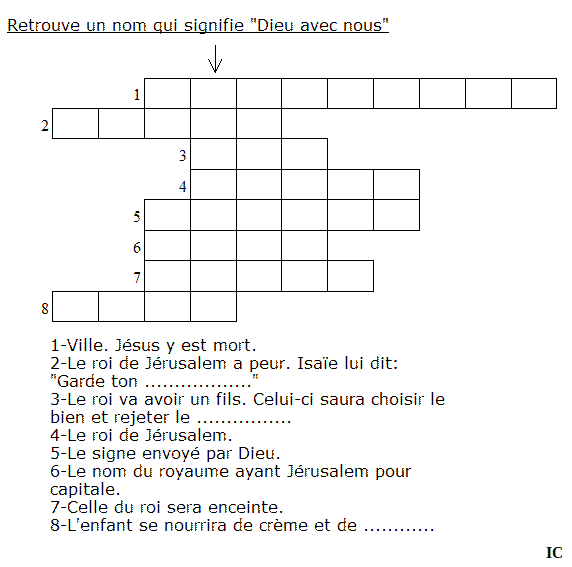 Retrouve un nom qui signifie "Dieu avec nous"
1
2
3
4
5
6
7
8
1-Ville. Jésus y est mort.
2-Le roi de Jérusalem a peur. Isaïe lui dit:
"Garde ton .................."
3-Le roi va avoir un fils. Celui-ci saura choisir le
bien et rejeter le ................
4-Le roi de Jérusalem.
5-Le signe envoyé par Dieu.
6-Le nom du royaume ayant Jérusalem pour
capitale.
7-Celle du roi sera enceinte.
8-L'enfant se nourrira de crème et de ............
IC